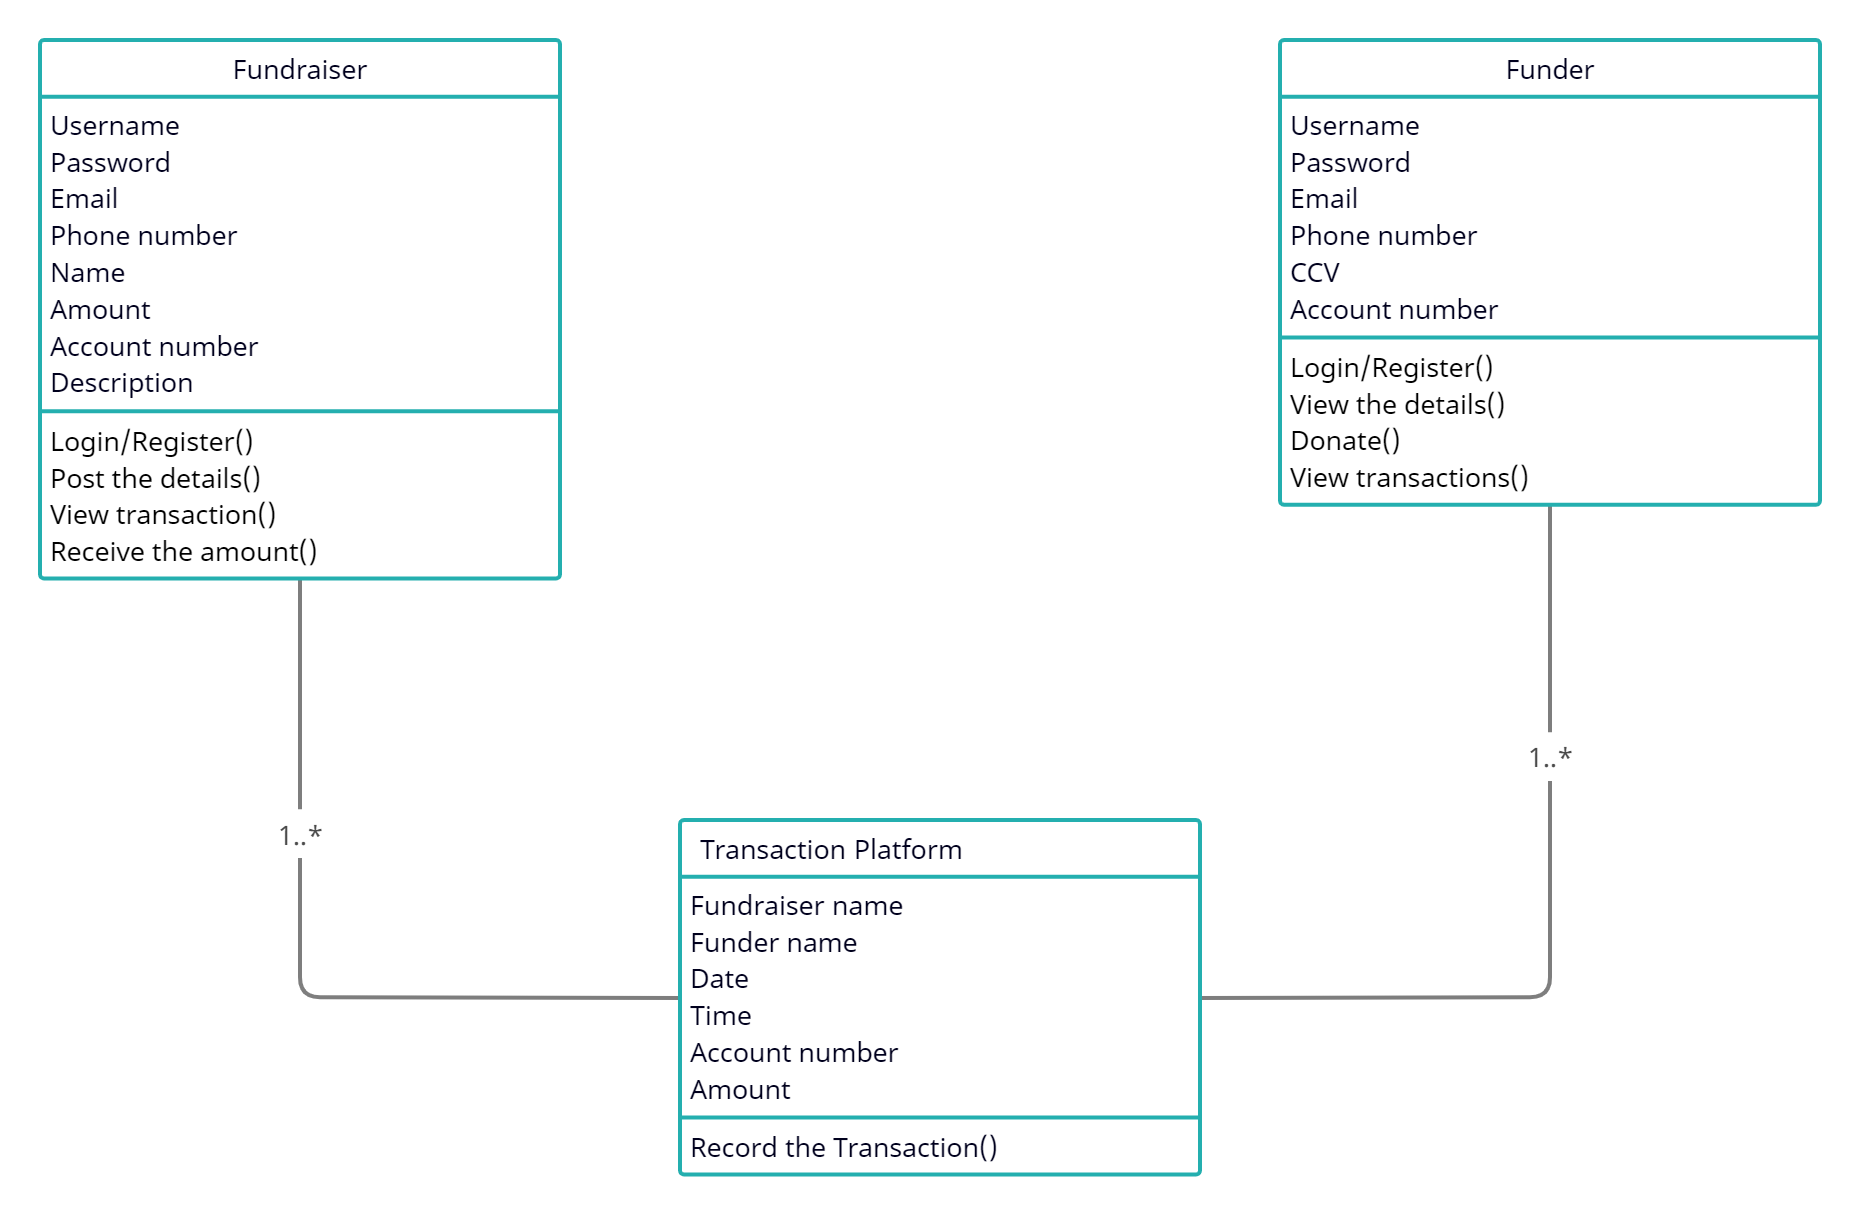 Fundraiser
Username
Password
Email
Phone number
Name
Amount
Account number
Description
Login/Register()
Post the details()
View transaction()
Receive the amount()
Funder
Username
Password
Email
Phone number
CCV
Account number
Login/Register()
View the details()
Donate()
View transactions()
1..*
1..*
Transaction Platform
Fundraiser name
Funder name
Date
Time
Account number
Amount
Record the Transaction()